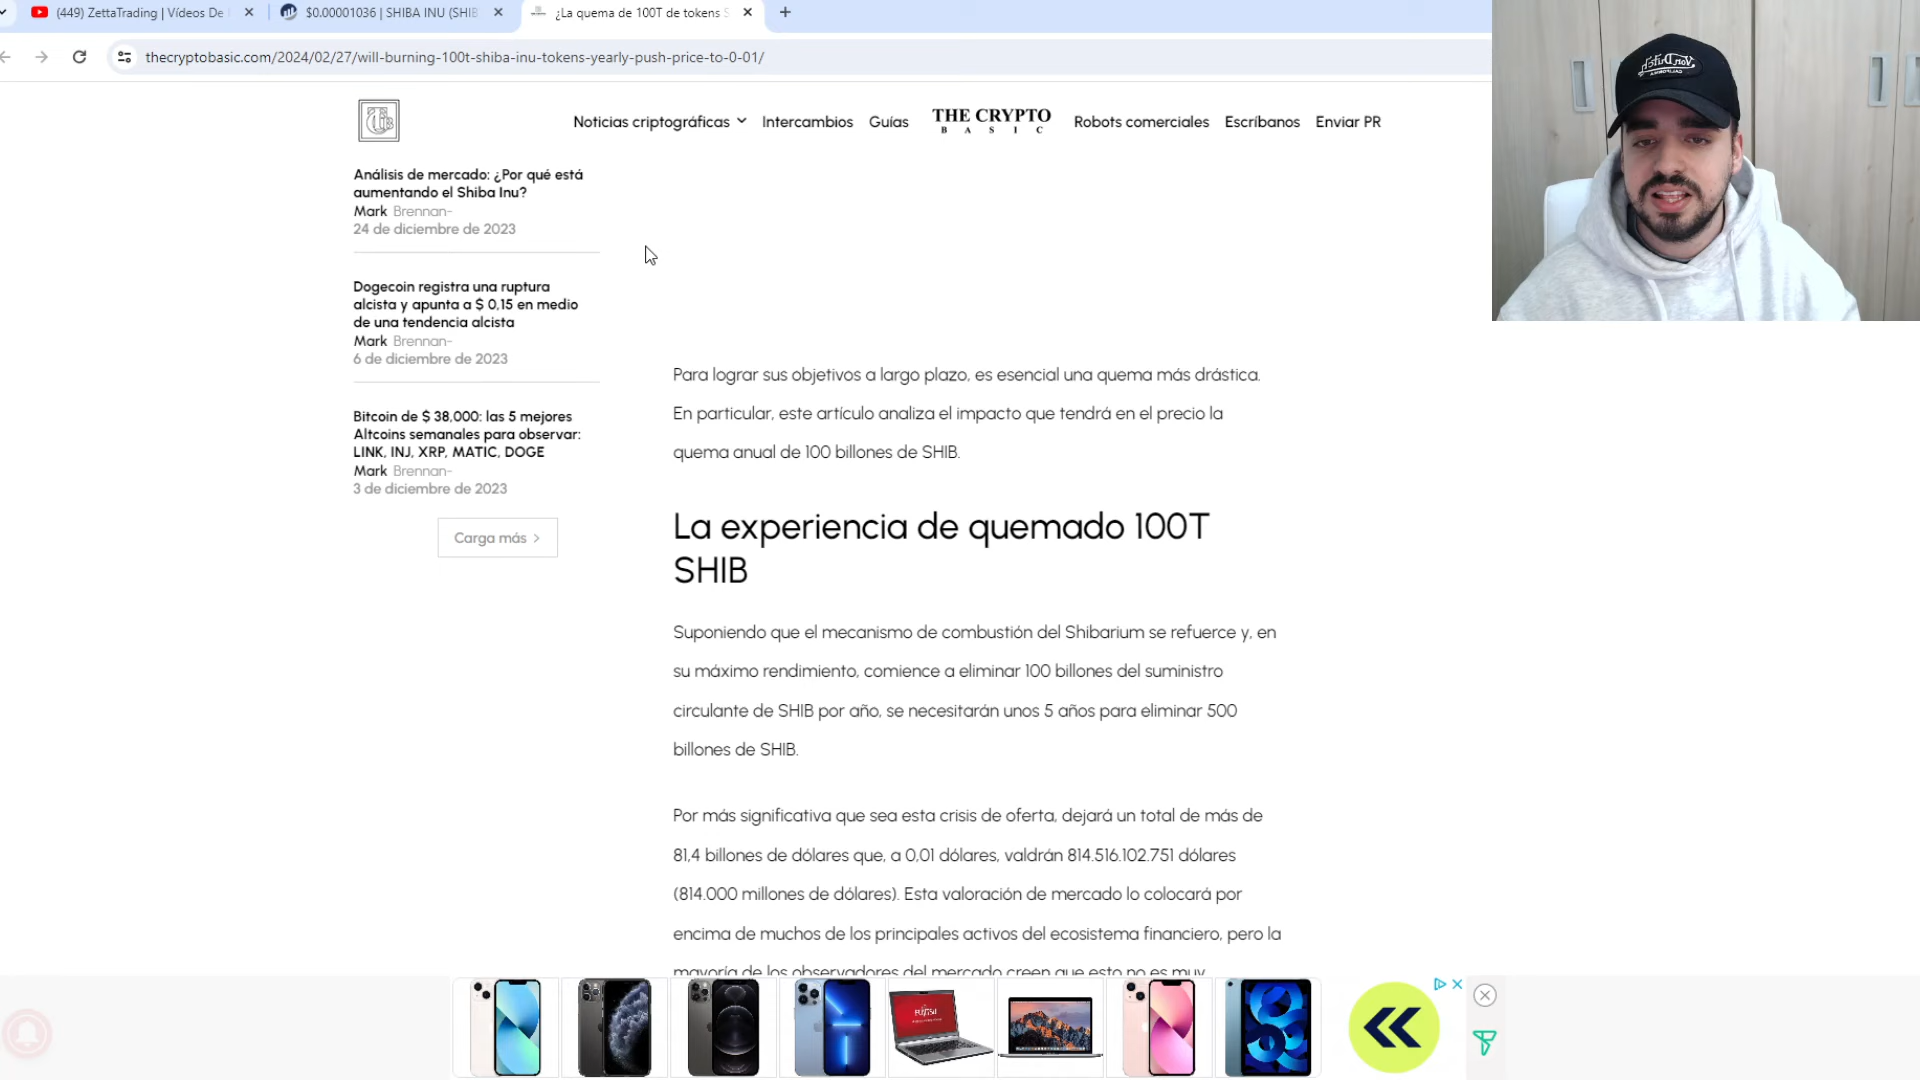 (449) ZettaTrading | Vídeos De
$0.00001036 | SHIBA INU (SHIB
¿La quema de 100T de tokens S
thecryptobasic.com/2024/02/27/will-burning-100t-shiba-inu-tokens-yearly-push-price-to-0-01/
Noticias criptográficas
Intercambios
Guías
THE CRYPTO
BASIC
Robots comerciales
Escríbanos
Enviar PR
Análisis de mercado: ¿Por qué está
aumentando el Shiba Inu?
Mark Brennan-
24 de diciembre de 2023
Dogecoin registra una ruptura
alcista y apunta a $ 0,15 en medio
de una tendencia alcista
Mark Brennan-
6 de diciembre de 2023
Bitcoin de $ 38,000: las 5 mejores
Altcoins semanales para observar:
LINK, INJ, XRP, MATIC, DOGE
Mark Brennan-
3 de diciembre de 2023
Carga más >
Para lograr sus objetivos a largo plazo, es esencial una quema más drástica.
En particular, este artículo analiza el impacto que tendrá en el precio la
quema anual de 100 billones de SHIB.
La experiencia de quemado 100T
SHIB
Suponiendo que el mecanismo de combustión del Shibarium se refuerce y, en
su máximo rendimiento, comience a eliminar 100 billones del suministro
circulante de SHIB por año, se necesitarán unos 5 años para eliminar 500
billones de SHIB.
Por más significativa que sea esta crisis de oferta, dejará un total de más de
81,4 billones de dólares que, a 0,01 dólares, valdrán 814.516.102.751 dólares
(814.000 millones de dólares). Esta valoración de mercado lo colocará por
encima de muchos de los principales activos del ecosistema financiero, pero la
mayoría de los observadores del mercado creen que esto no es muy